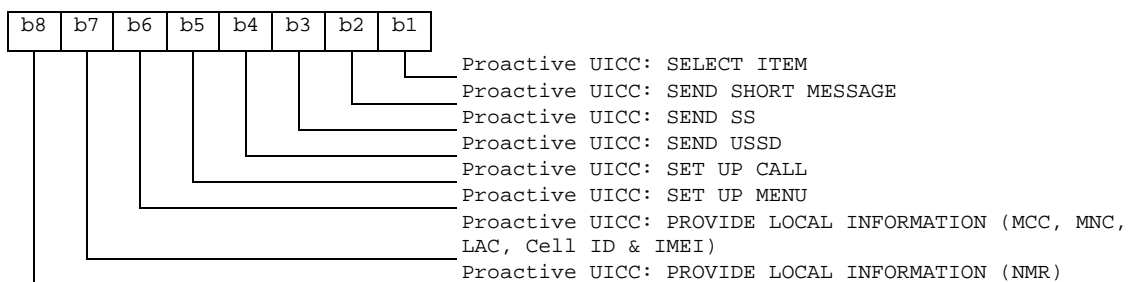 b8 b7 b6 b5 b4 b3 b2 b1
Proactive UICC: SELECT ITEM
Proactive UICC: SEND SHORT MESSAGE
Proactive UICC: SEND SS
Proactive UICC: SEND USSD
Proactive UICC: SET UP CALL
Proactive UICC: SET UP MENU
Proactive UICC: PROVIDE LOCAL INFORMATION (MCC, MNC,
LAC, Cell ID & IMEI)
Proactive UICC: PROVIDE LOCAL INFORMATION (NMR)